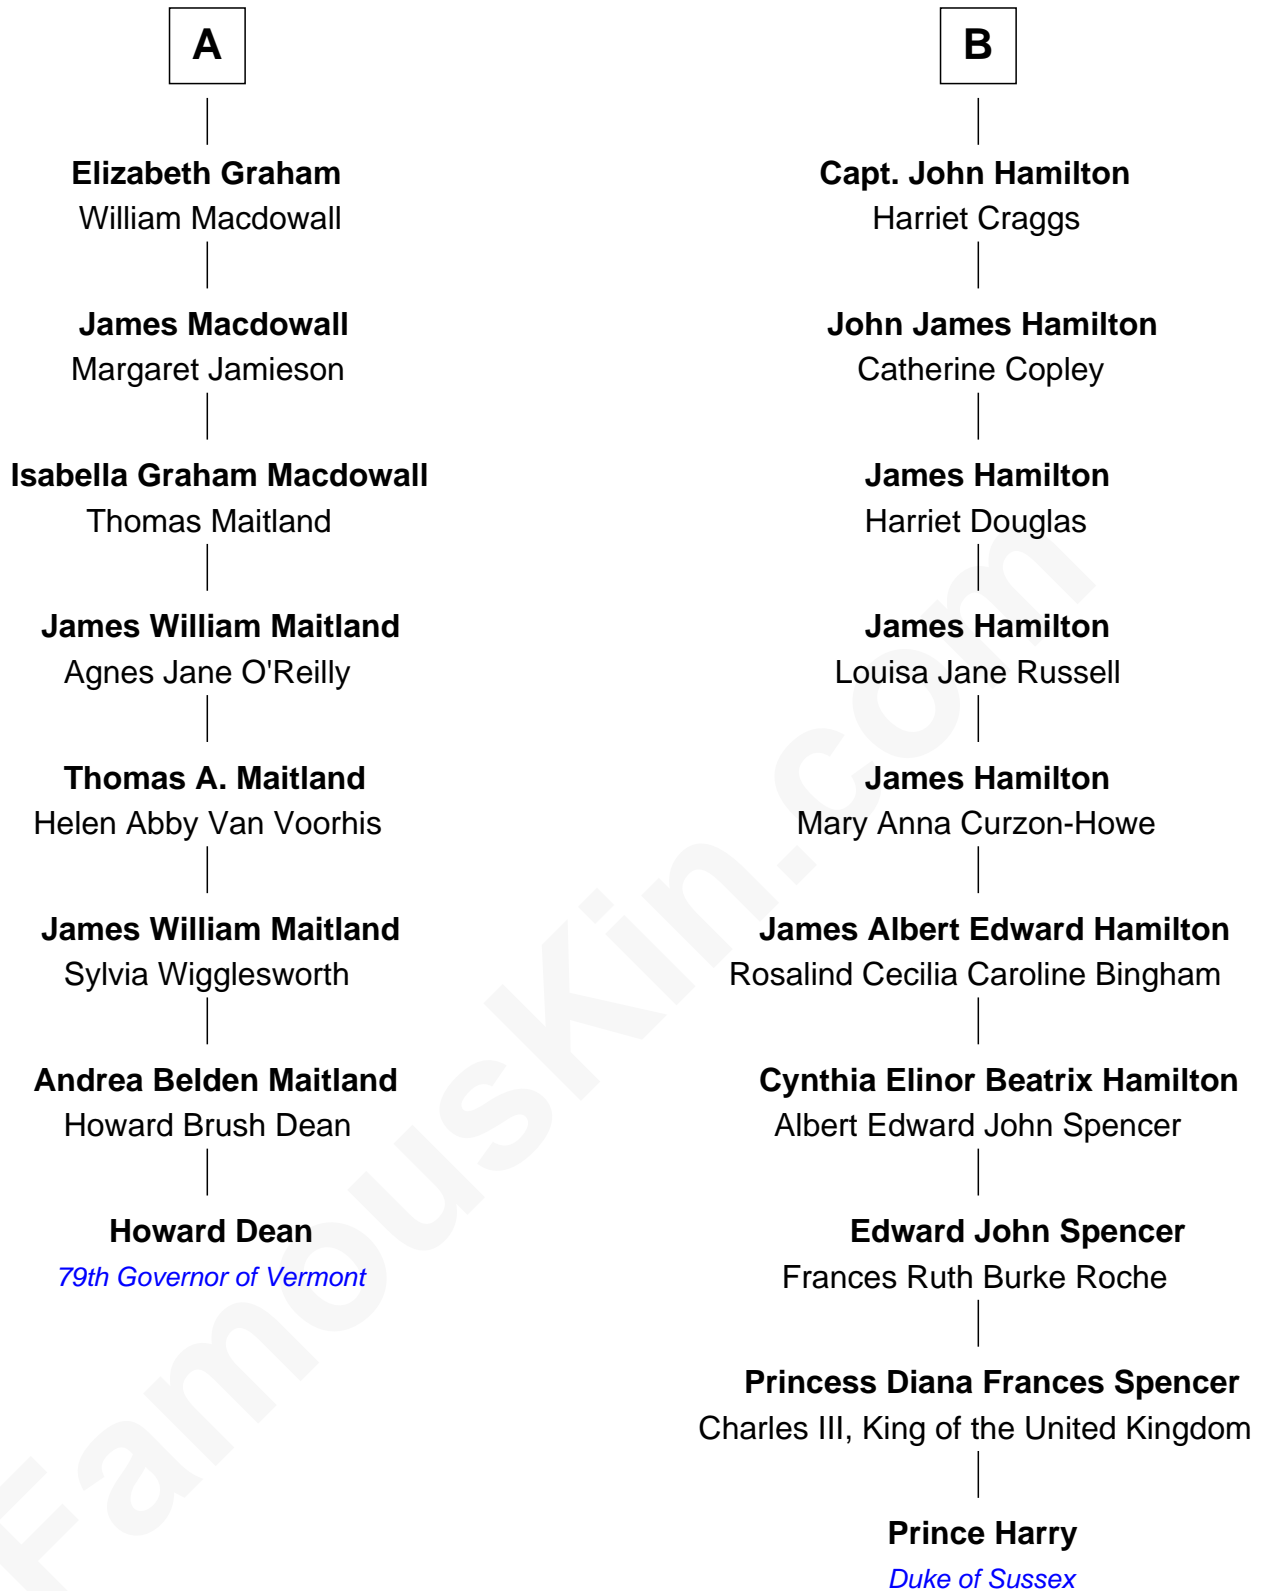 A
Elizabeth Graham
William Macdowall
James Macdowall
Margaret Jamieson
Isabella Graham Macdowall
Thomas Maitland
James William Maitland
Agnes Jane O'Reilly
Thomas A. Maitland
Helen Abby Van Voorhis
James William Maitland
Sylvia Wigglesworth
Andrea Belden Maitland
Howard Brush Dean
Howard Dean
79th Governor of Vermont
B
Capt. John Hamilton
Harriet Craggs
John James Hamilton
Catherine Copley
James Hamilton
Harriet Douglas
James Hamilton
Louisa Jane Russell
James Hamilton
Mary Anna Curzon-Howe
James Albert Edward Hamilton
Rosalind Cecilia Caroline Bingham
Cynthia Elinor Beatrix Hamilton
Albert Edward John Spencer
Edward John Spencer
Frances Ruth Burke Roche
Princess Diana Frances Spencer
Charles III, King of the United Kingdom
Prince Harry
Duke of Sussex
FamousKin.com